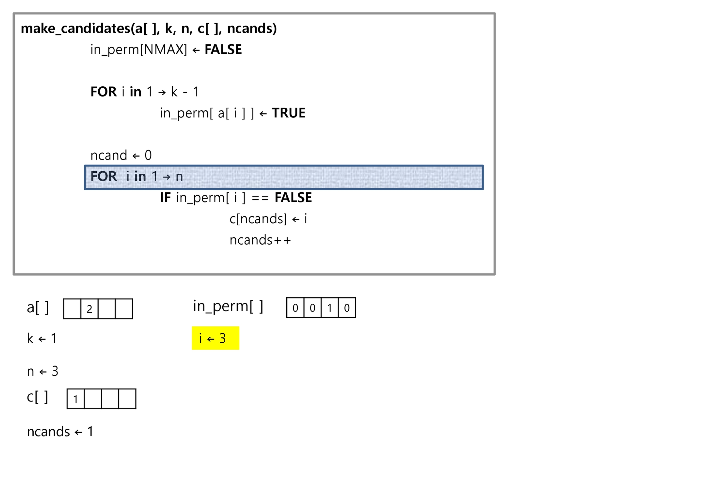 make_candidates(a[ ], k, n, c[ ], ncands)
in_perm[NMAX] ← FALSE
FOR i in 1 → k - 1
in_perm[ a[ i ] ] ← TRUE
ncand ← 0
FOR i in 1 → n
IF in_perm[ i ] == FALSE
c[ncands] ← i
ncands++
a[ ] 2 in_perm[ ] 0 0 1 0
k ← 1 i ← 3
n ← 3
c[ ] 1
ncands ← 1